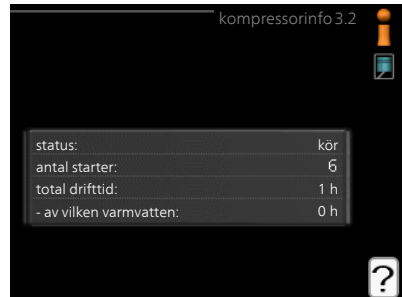 kompressorinfo 3.2
status: kör
antal starter: 6
total drifttid: 1 h
- av vilken varmvatten: 0 h
?